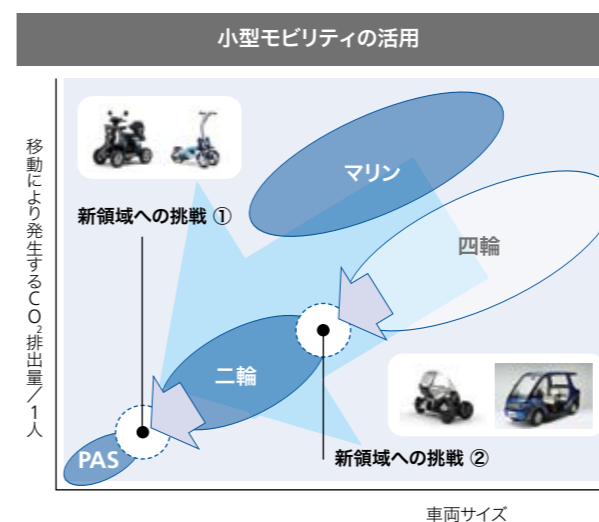 小型モビリティの活用
移動により発生するCO₂排出量／1人
マリン
新領域への挑戦 ①
四輪
二輪
PAS
新領域への挑戦 ②
車両サイズ